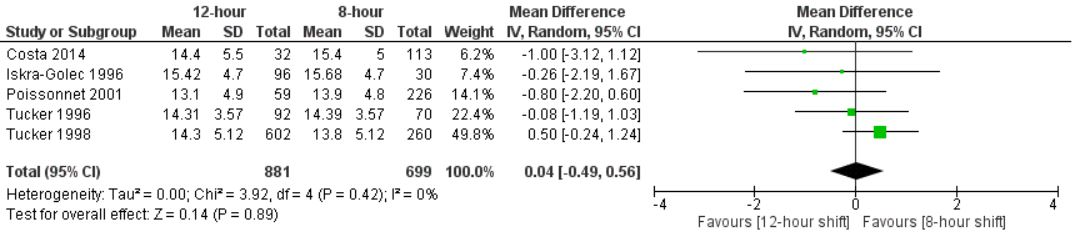 12-hour 8-hour Mean Difference Mean Difference
Study or Subgroup Mean SD Total Mean SD Total Weight IV, Random, 95% CI IV, Random, 95% CI
Costa 2014 14.4 5.5 32 15.4 5 113 6.2% -1.00 [-3.12, 1.12]
Iskra-Golec 1996 15.42 4.7 96 15.68 4.7 30 7.4% -0.26 [-2.19, 1.67]
Poissonnet 2001 13.1 4.9 59 13.9 4.8 226 14.1% -0.80 [-2.20, 0.60]
Tucker 1996 14.31 3.57 92 14.39 3.57 70 22.4% -0.08 [-1.19, 1.03]
Tucker 1998 14.3 5.12 602 13.8 5.12 260 49.8% 0.50 [-0.24, 1.24]
Total (95% CI) 881 699 100.0% 0.04 [-0.49, 0.56]
Heterogeneity: Tau² = 0.00; Chi² = 3.92, df = 4 (P = 0.42); I² = 0%
Test for overall effect: Z = 0.14 (P = 0.89)
-4 -2 0 2 4
Favours [12-hour shift] Favours [8-hour shift]